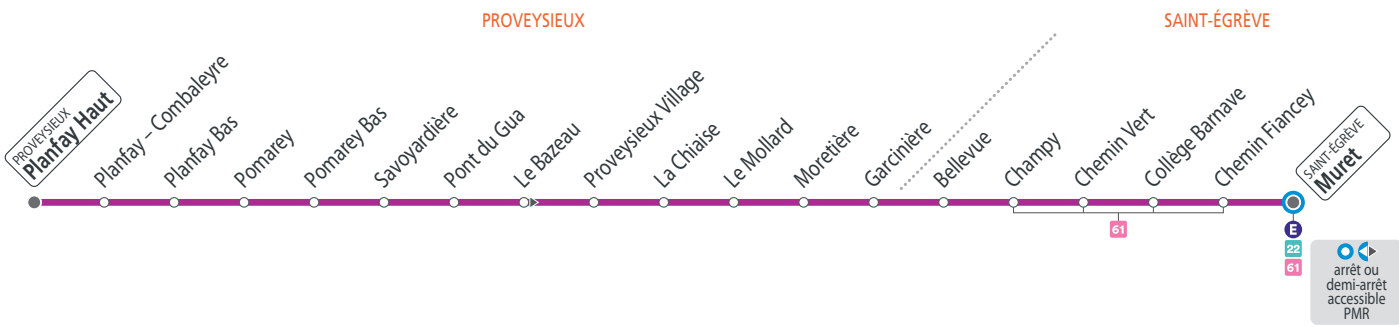 PROVEYSIEUX
SAINT-ÉGRÈVE
PROVEYSIEUX
Planfay Haut
Planfay – Combaleyre
Planfay Bas
Pomarey
Pomarey Bas
Savoyardière
Pont du Gua
Le Bazeau
Proveysieux Village
La Chiaise
Le Mollard
Moretière
Garcinière
Bellevue
Champy
Chemin Vert
Collège Barnave
Chemin Fiancey
SAINT-ÉGRÈVE
Muret
61
E
22
61
arrêt ou
demi-arrêt
accessible
PMR